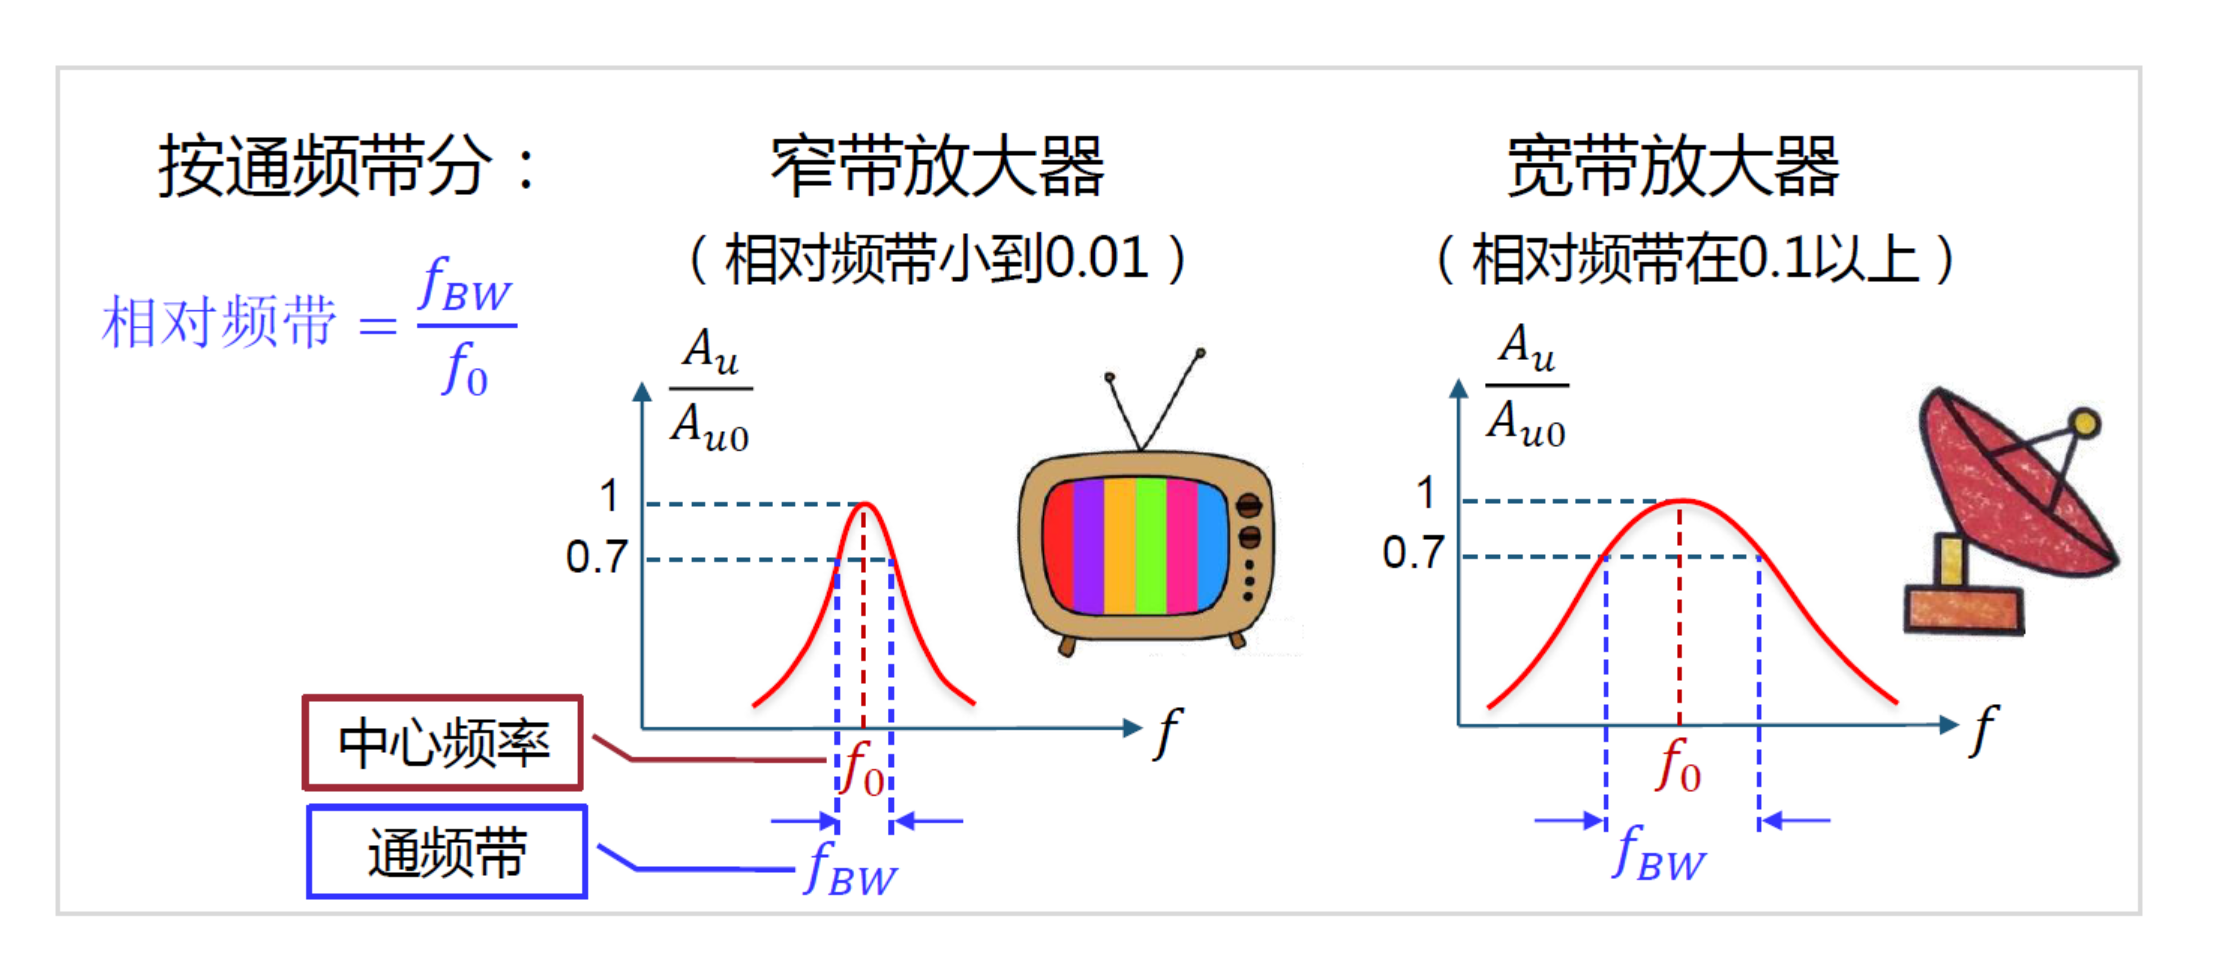 按通频带分：
相对频带 = f_BW / f_0
窄带放大器
（相对频带小到0.01）
A_u / A_u0
1
0.7
f
f_0
f_BW
中心频率
通频带
宽带放大器
（相对频带在0.1以上）
A_u / A_u0
1
0.7
f
f_0
f_BW